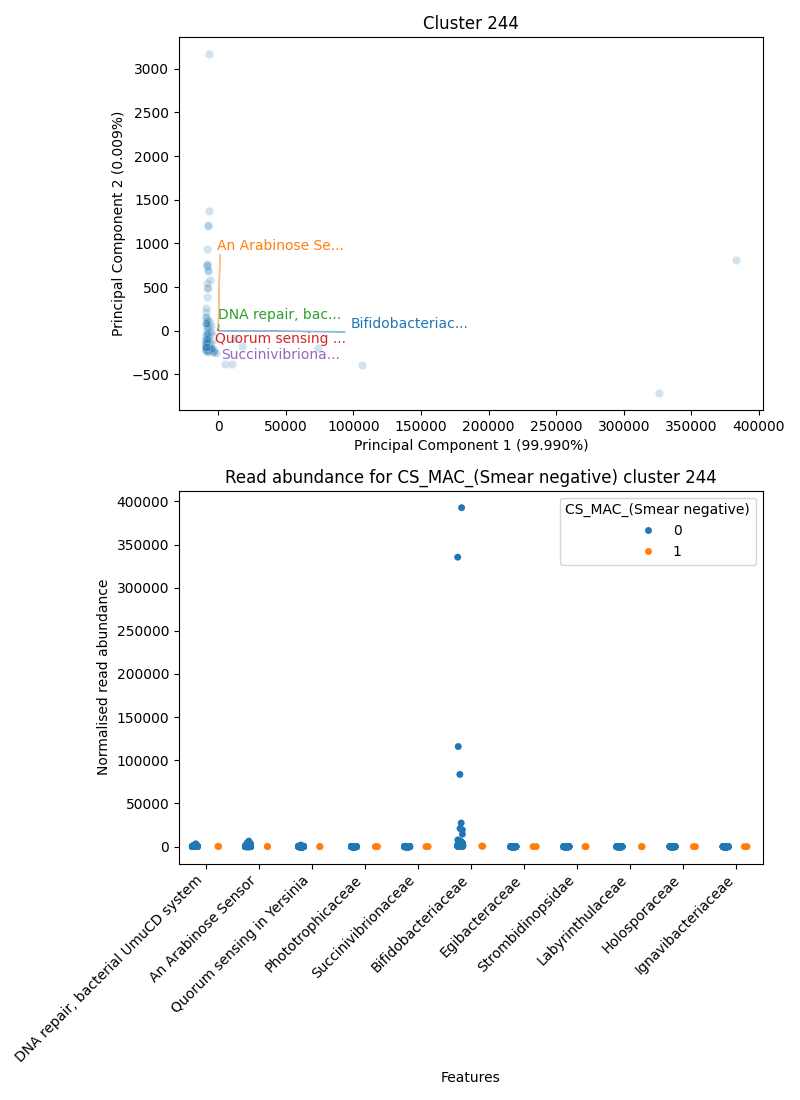 Cluster 244
Principal Component 2 (0.009%)
3000
2500
2000
1500
1000
500
0
−500
An Arabinose Se...
DNA repair, bac...
Bifidobacteriac...
Quorum sensing ...
Succinivibriona...
0
50000
100000
150000
200000
250000
300000
350000
400000
Principal Component 1 (99.990%)
Read abundance for CS_MAC_(Smear negative) cluster 244
Normalised read abundance
400000
350000
300000
250000
200000
150000
100000
50000
0
CS_MAC_(Smear negative)
0
1
DNA repair, bacterial UmuCD system
An Arabinose Sensor
Quorum sensing in Yersinia
Phototrophicaceae
Succinivibrionaceae
Bifidobacteriaceae
Egibacteraceae
Strombidinopsidae
Labyrinthulaceae
Holosporaceae
Ignavibacteriaceae
Features